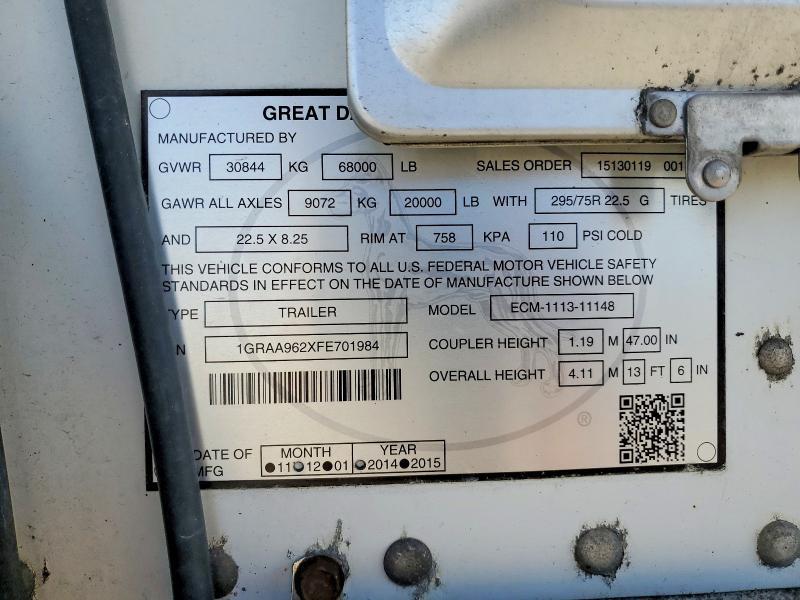 GREAT D
MANUFACTURED BY
GVWR 30844 KG 68000 LB SALES ORDER 15130119 001
GAWR ALL AXLES 9072 KG 20000 LB WITH 295/75R 22.5 G TIRES
AND 22.5 X 8.25 RIM AT 758 KPA 110 PSI COLD
THIS VEHICLE CONFORMS TO ALL U.S. FEDERAL MOTOR VEHICLE SAFETY
STANDARDS IN EFFECT ON THE DATE OF MANUFACTURE SHOWN BELOW
YPE TRAILER MODEL ECM-1113-11148
N 1GRAA962XFE701984 COUPLER HEIGHT 1.19 M 47.00 IN
OVERALL HEIGHT 4.11 M 13 FT 6 IN
®
DATE OF MONTH YEAR
MFG 11 12 01 2014 2015